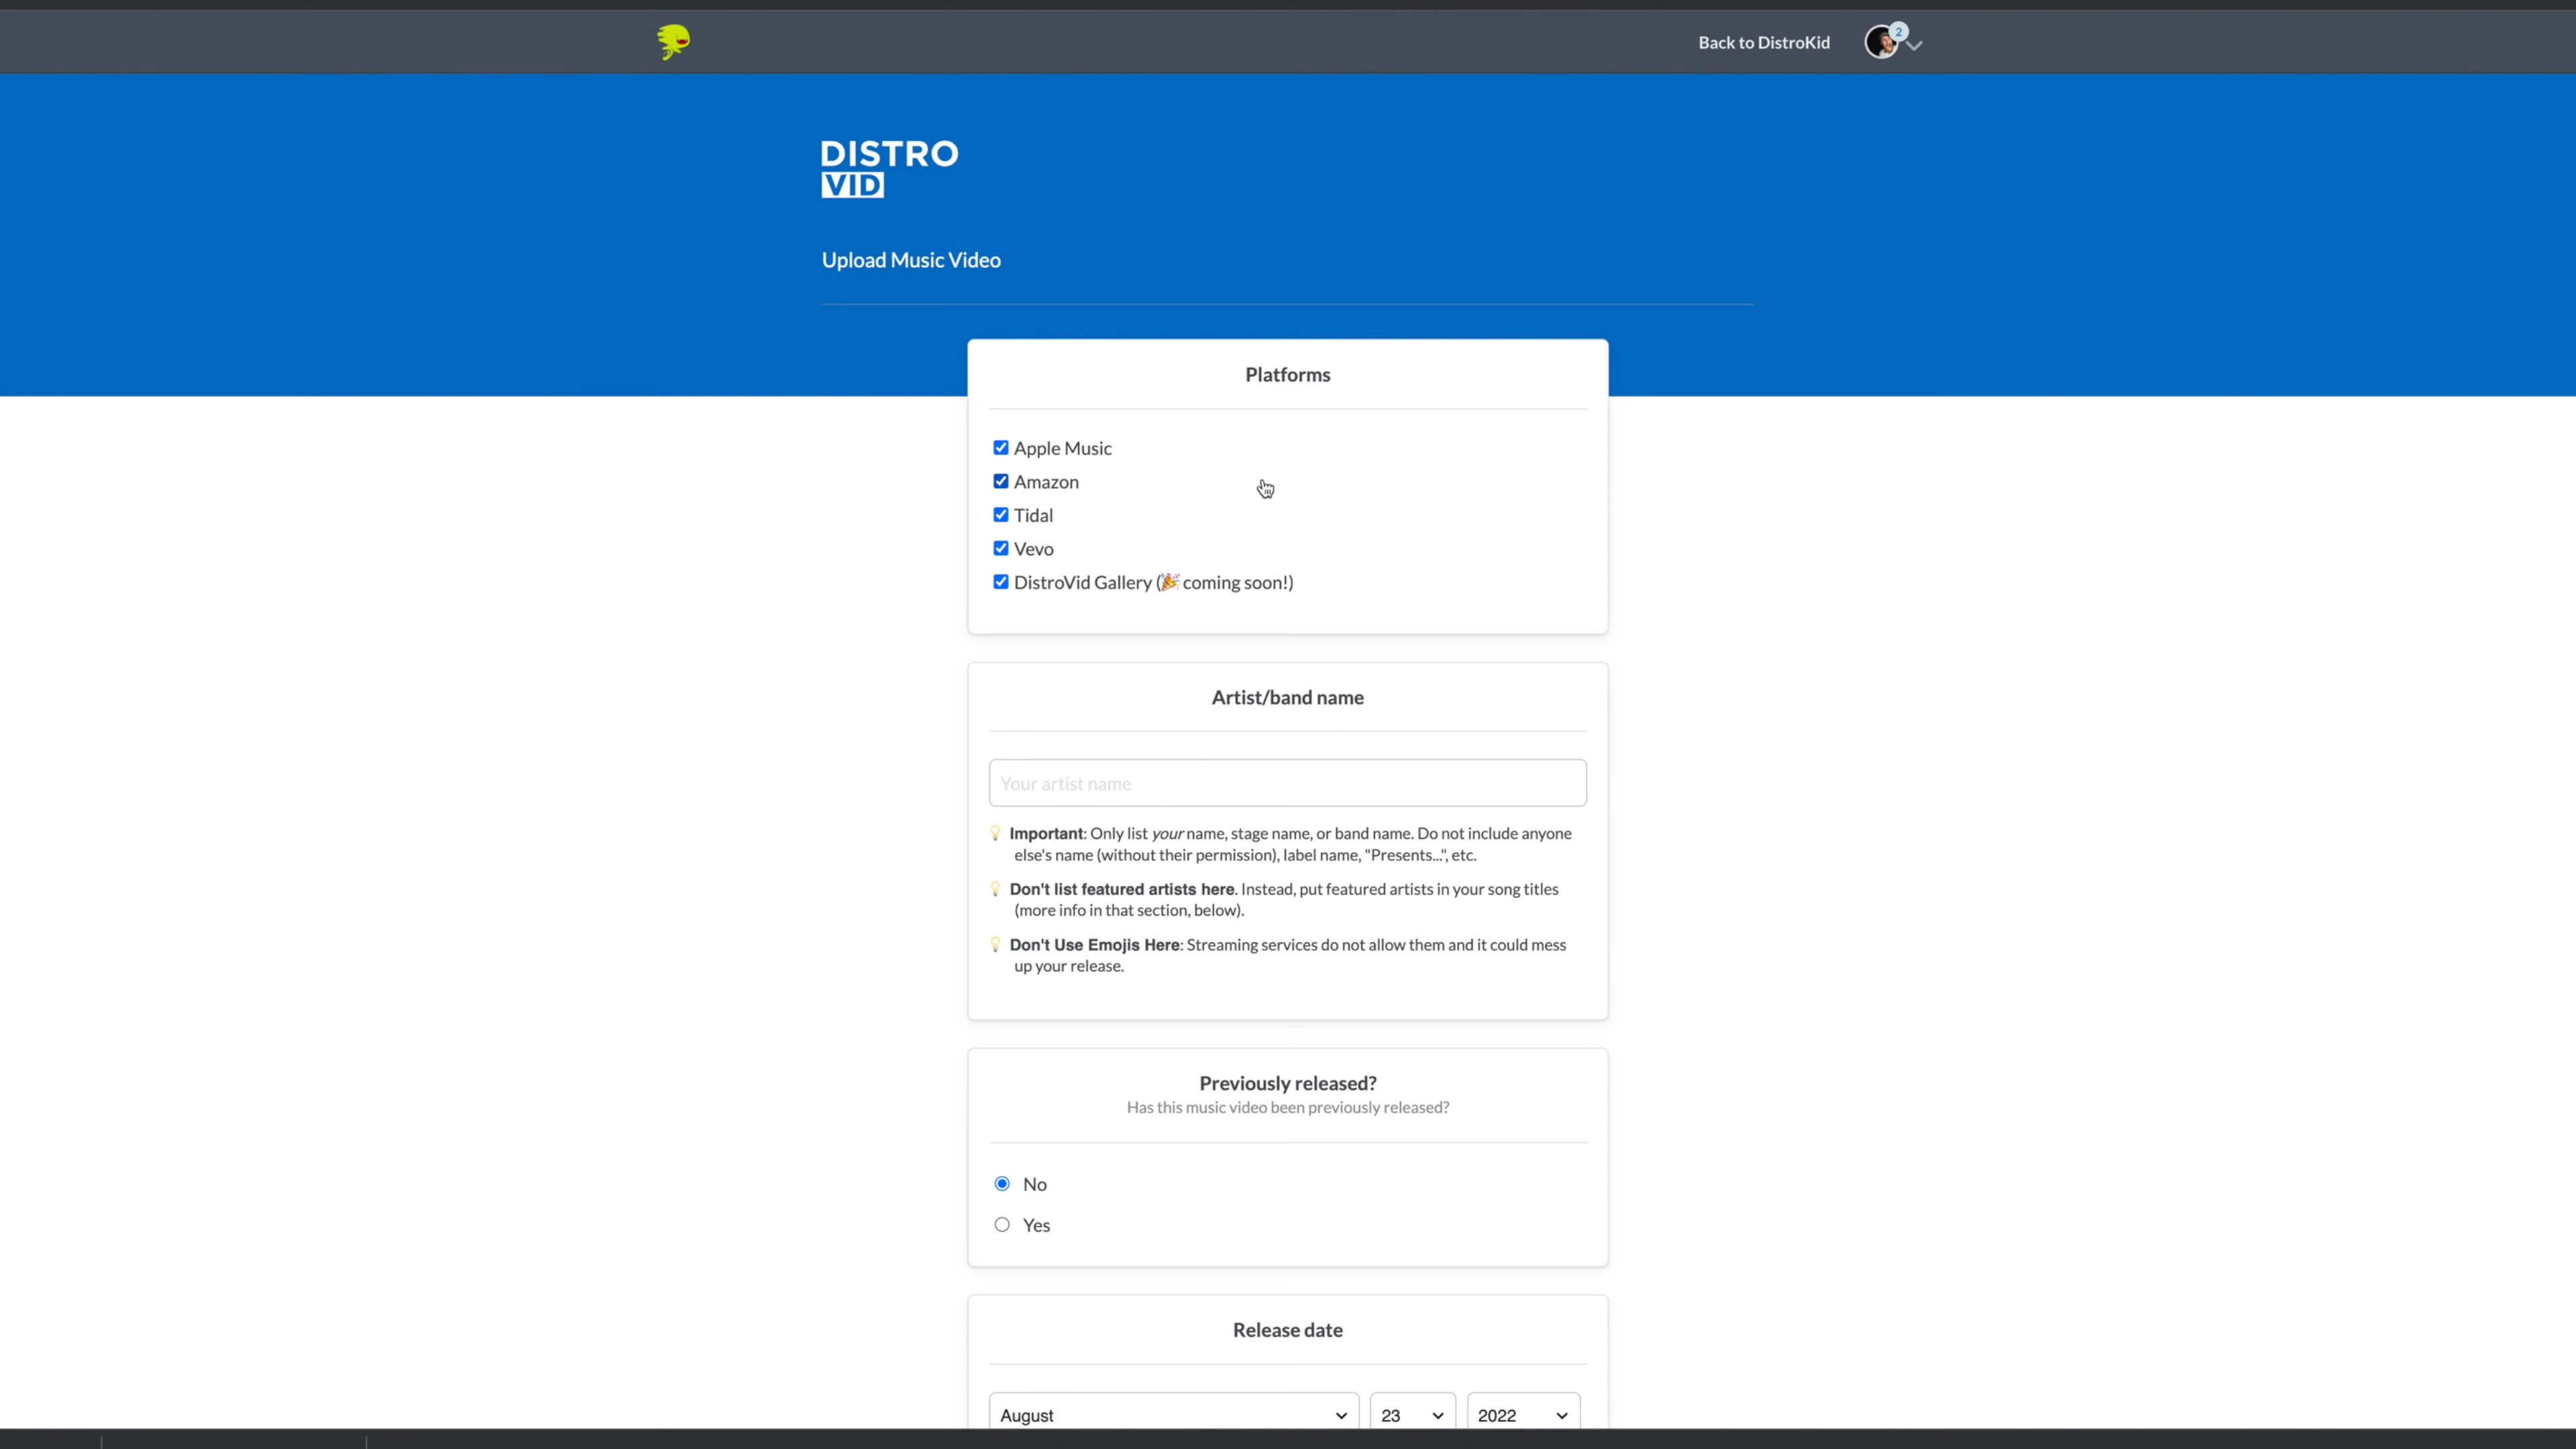 Back to DistroKid
2
DISTRO
VID
Upload Music Video
Platforms
Apple Music
Amazon
Tidal
Vevo
DistroVid Gallery (🎉 coming soon!)
Artist/band name
Your artist name
💡 Important: Only list your name, stage name, or band name. Do not include anyone
else's name (without their permission), label name, "Presents...", etc.
💡 Don't list featured artists here. Instead, put featured artists in your song titles
(more info in that section, below).
💡 Don't Use Emojis Here: Streaming services do not allow them and it could mess
up your release.
Previously released?
Has this music video been previously released?
No
Yes
Release date
August 23 2022